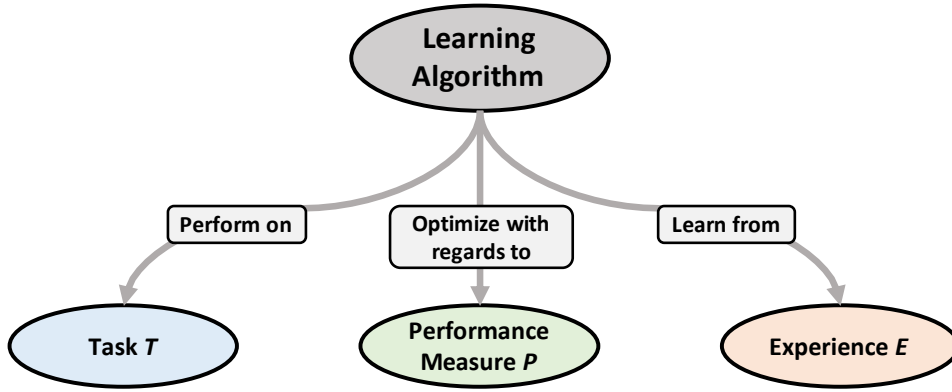 Learning
Algorithm
Perform on
Optimize with
regards to
Learn from
Task T
Performance
Measure P
Experience E